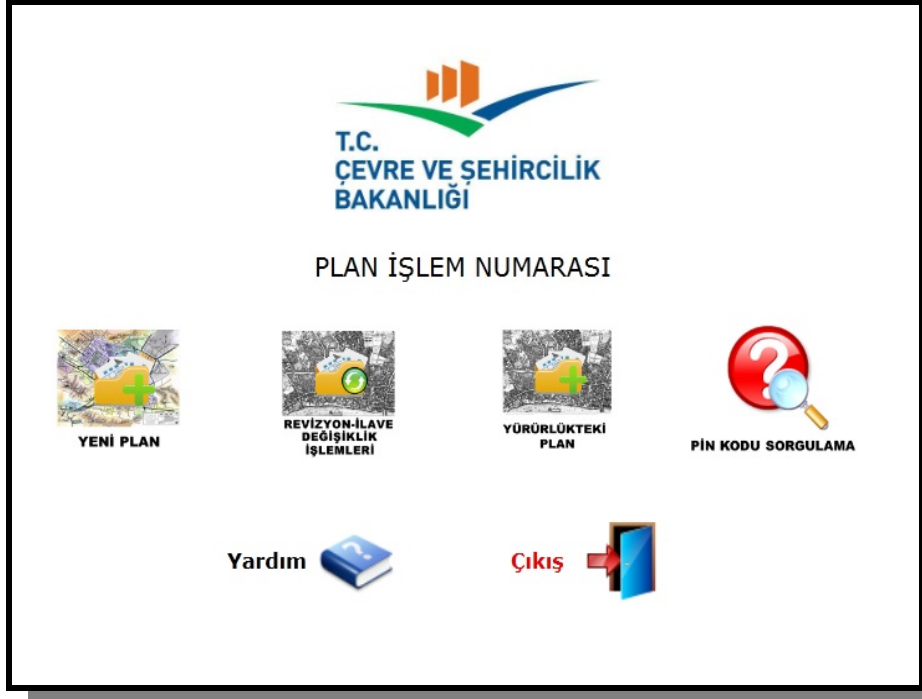 T.C.
ÇEVRE VE ŞEHİRCİLİK
BAKANLIĞI
PLAN İŞLEM NUMARASI
YENİ PLAN
REVİZYON-İLAVE
DEĞİŞİKLİK
İŞLEMLERİ
YÜRÜRLÜKTEKİ
PLAN
PİN KODU SORGULAMA
Yardım
Çıkış